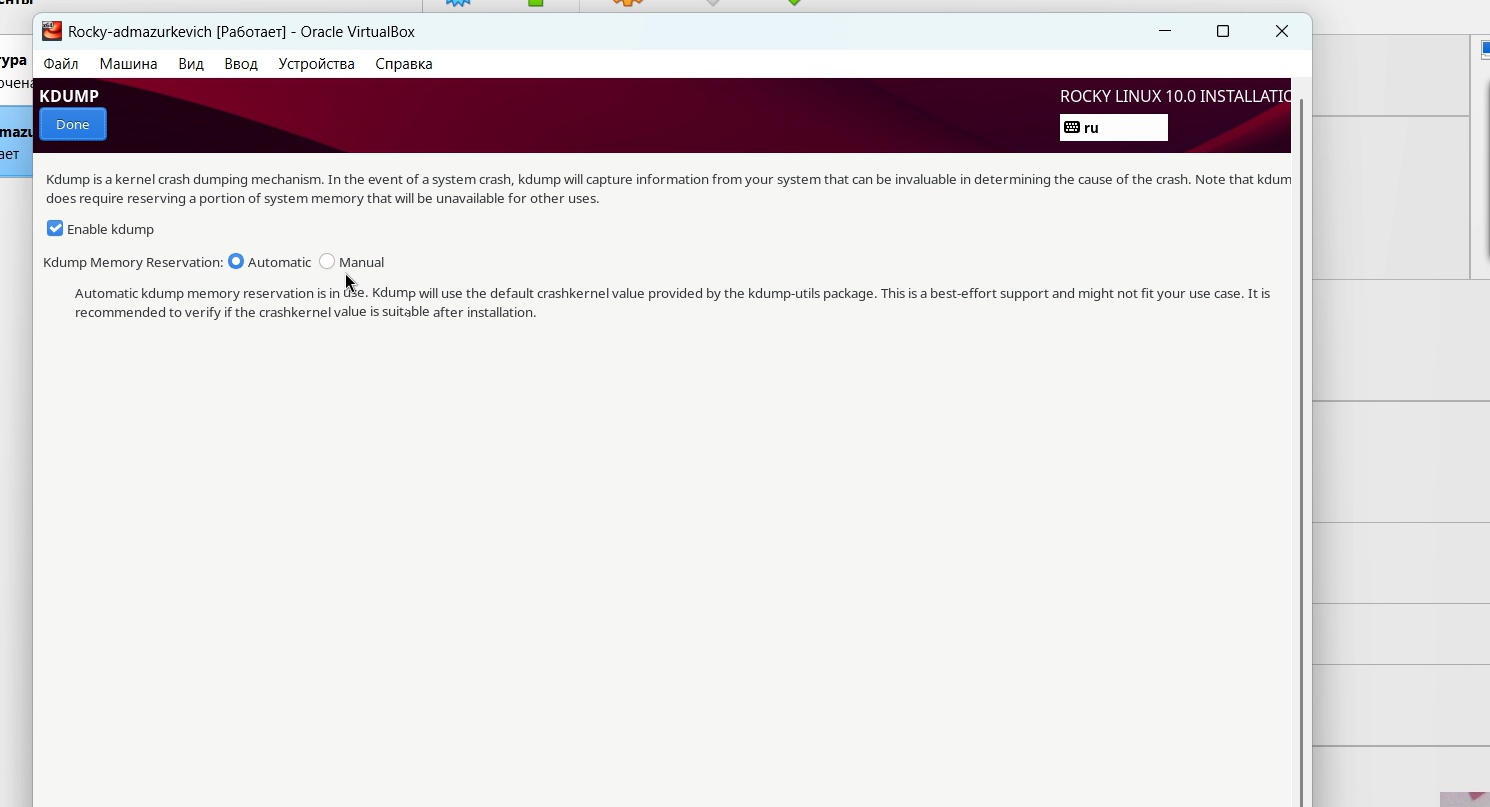 Rocky-admazurkevich [Работает] - Oracle VirtualBox
Файл Машина Вид Ввод Устройства Справка
KDUMP
ROCKY LINUX 10.0 INSTALLATIO
Done
ru
Kdump is a kernel crash dumping mechanism. In the event of a system crash, kdump will capture information from your system that can be invaluable in determining the cause of the crash. Note that kdum
does require reserving a portion of system memory that will be unavailable for other uses.
Enable kdump
Kdump Memory Reservation: Automatic Manual
Automatic kdump memory reservation is in use. Kdump will use the default crashkernel value provided by the kdump-utils package. This is a best-effort support and might not fit your use case. It is
recommended to verify if the crashkernel value is suitable after installation.